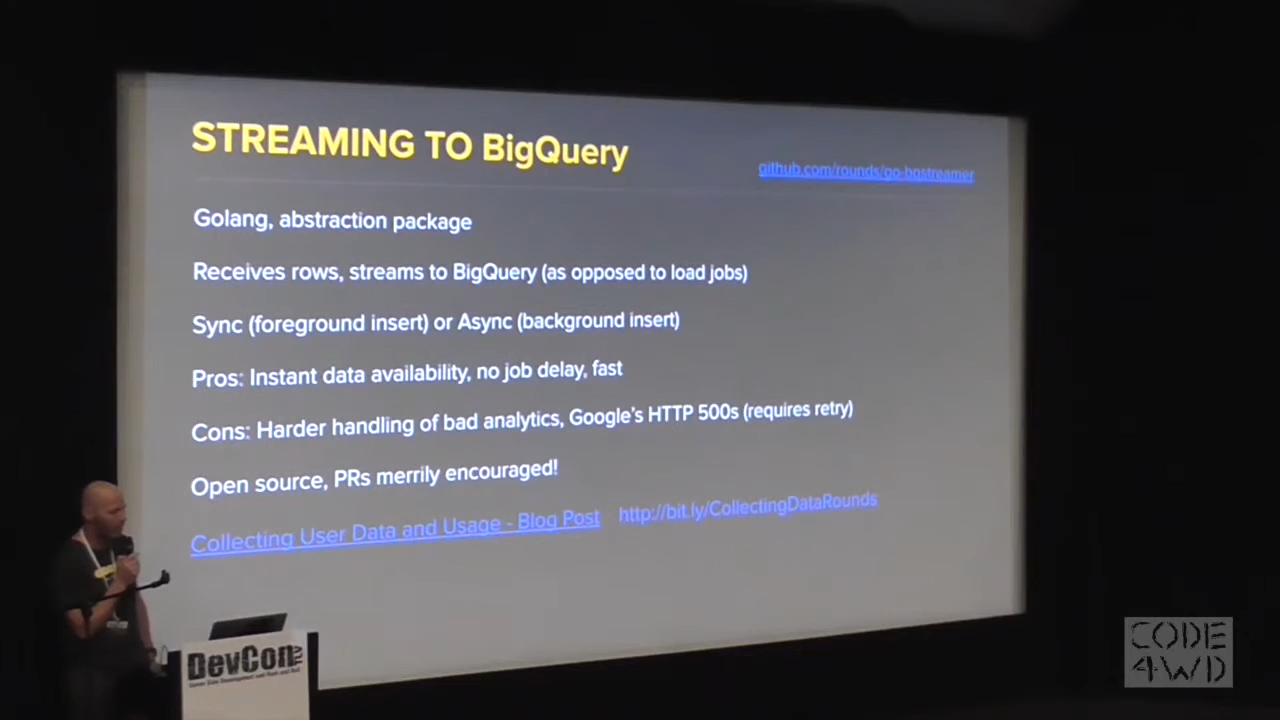 STREAMING TO BigQuery
github.com/rounds/go-bqstreamer
Golang, abstraction package
Receives rows, streams to BigQuery (as opposed to load jobs)
Sync (foreground insert) or Async (background insert)
Pros: Instant data availability, no job delay, fast
Cons: Harder handling of bad analytics, Google's HTTP 500s (requires retry)
Open source, PRs merrily encouraged!
Collecting User Data and Usage - Blog Post http://bit.ly/CollectingDataRounds
DevCon TLV
CODE
4WD